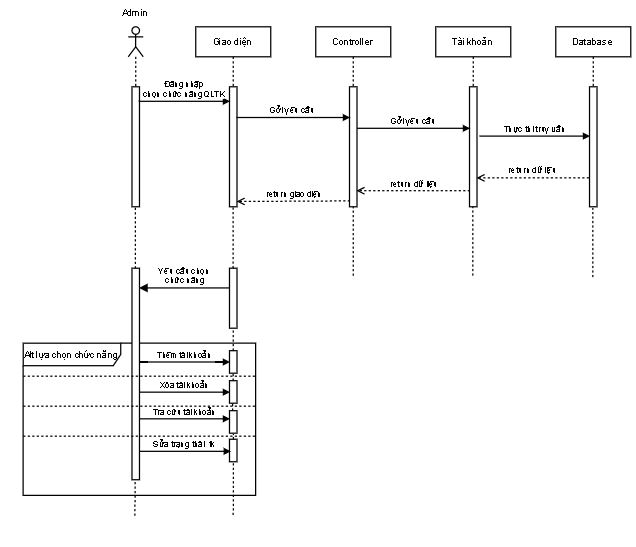 Admin
Giao diện
Controller
Tài khoản
Database
Đăng nhập
chọn chức năng QLTK
Gởi yêu cầu
Gởi yêu cầu
Thực thi truy vấn
return dữ liệu
return dữ liệu
return giao diện
Yêu cầu chọn
chức năng
Alt lựa chọn chức năng
Thêm tài khoản
Xóa tài khoản
Tra cứu tài khoản
Sửa trạng thái tk